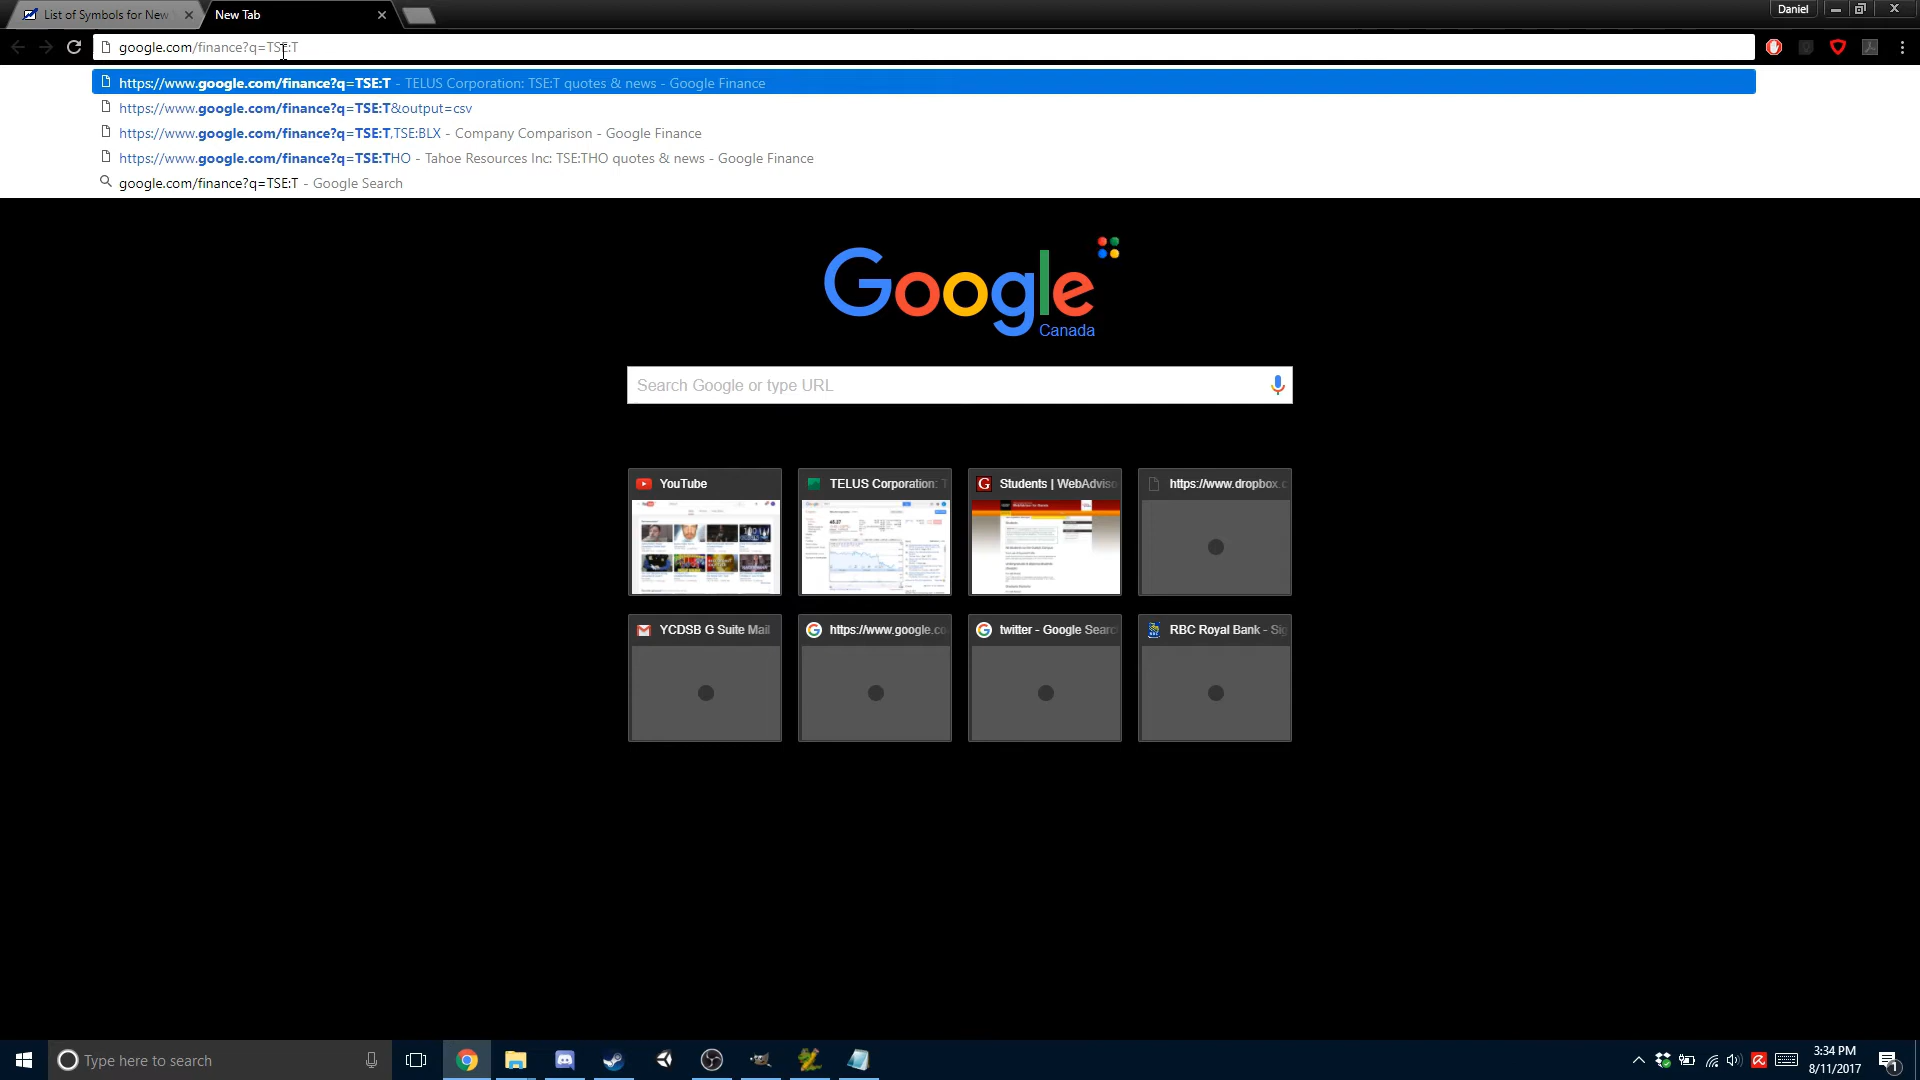 List of Symbols for New
New Tab
Daniel
google.com/finance?q=TSE:T
https://www.google.com/finance?q=TSE:T - TELUS Corporation: TSE:T quotes & news - Google Finance
https://www.google.com/finance?q=TSE:T&output=csv
https://www.google.com/finance?q=TSE:T,TSE:BLX - Company Comparison - Google Finance
https://www.google.com/finance?q=TSE:THO - Tahoe Resources Inc: TSE:THO quotes & news - Google Finance
google.com/finance?q=TSE:T - Google Search
Google
Canada
Search Google or type URL
YouTube
TELUS Corporation: T
Students | WebAdviso
https://www.dropbox.c
YCDSB G Suite Mail
https://www.google.co
twitter - Google Searc
RBC Royal Bank - Sig
Type here to search
3:34 PM
8/11/2017
1